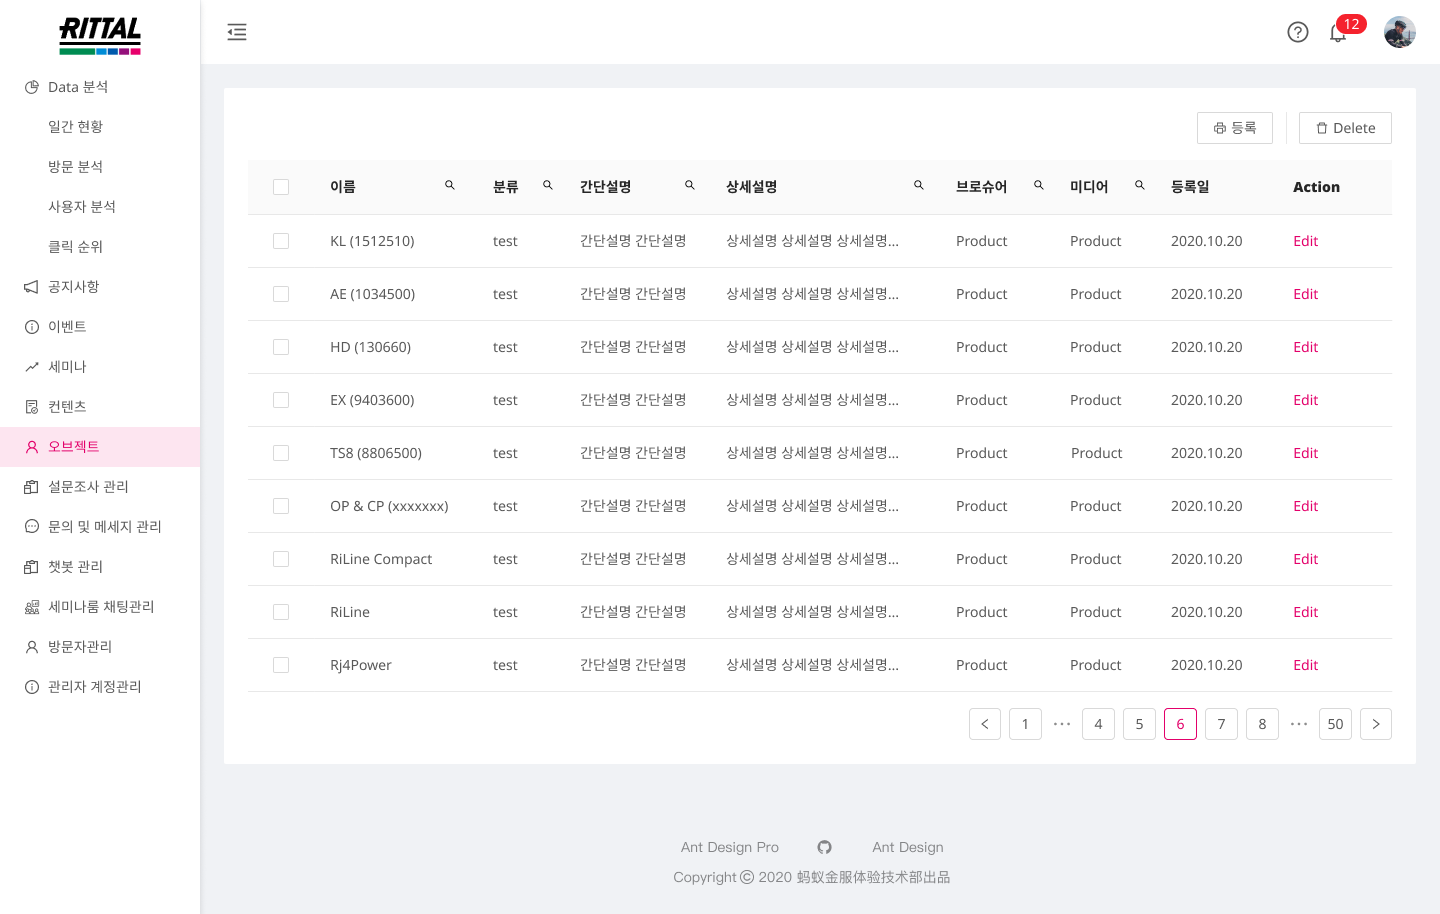 RITTAL
12
Data 분석
일간 현황
방문 분석
사용자 분석
클릭 순위
공지사항
이벤트
세미나
컨텐츠
오브젝트
설문조사 관리
문의 및 메세지 관리
챗봇 관리
세미나룸 채팅관리
방문자관리
관리자 계정관리
등록 Delete
이름 분류 간단설명 상세설명 브로슈어 미디어 등록일 Action
KL (1512510) test 간단설명 간단설명 상세설명 상세설명 상세설명... Product Product 2020.10.20 Edit
AE (1034500) test 간단설명 간단설명 상세설명 상세설명 상세설명... Product Product 2020.10.20 Edit
HD (130660) test 간단설명 간단설명 상세설명 상세설명 상세설명... Product Product 2020.10.20 Edit
EX (9403600) test 간단설명 간단설명 상세설명 상세설명 상세설명... Product Product 2020.10.20 Edit
TS8 (8806500) test 간단설명 간단설명 상세설명 상세설명 상세설명... Product Product 2020.10.20 Edit
OP & CP (xxxxxxx) test 간단설명 간단설명 상세설명 상세설명 상세설명... Product Product 2020.10.20 Edit
RiLine Compact test 간단설명 간단설명 상세설명 상세설명 상세설명... Product Product 2020.10.20 Edit
RiLine test 간단설명 간단설명 상세설명 상세설명 상세설명... Product Product 2020.10.20 Edit
Rj4Power test 간단설명 간단설명 상세설명 상세설명 상세설명... Product Product 2020.10.20 Edit
< 1 ••• 4 5 6 7 8 ••• 50 >
Ant Design Pro Ant Design
Copyright © 2020 蚂蚁金服体验技术部出品